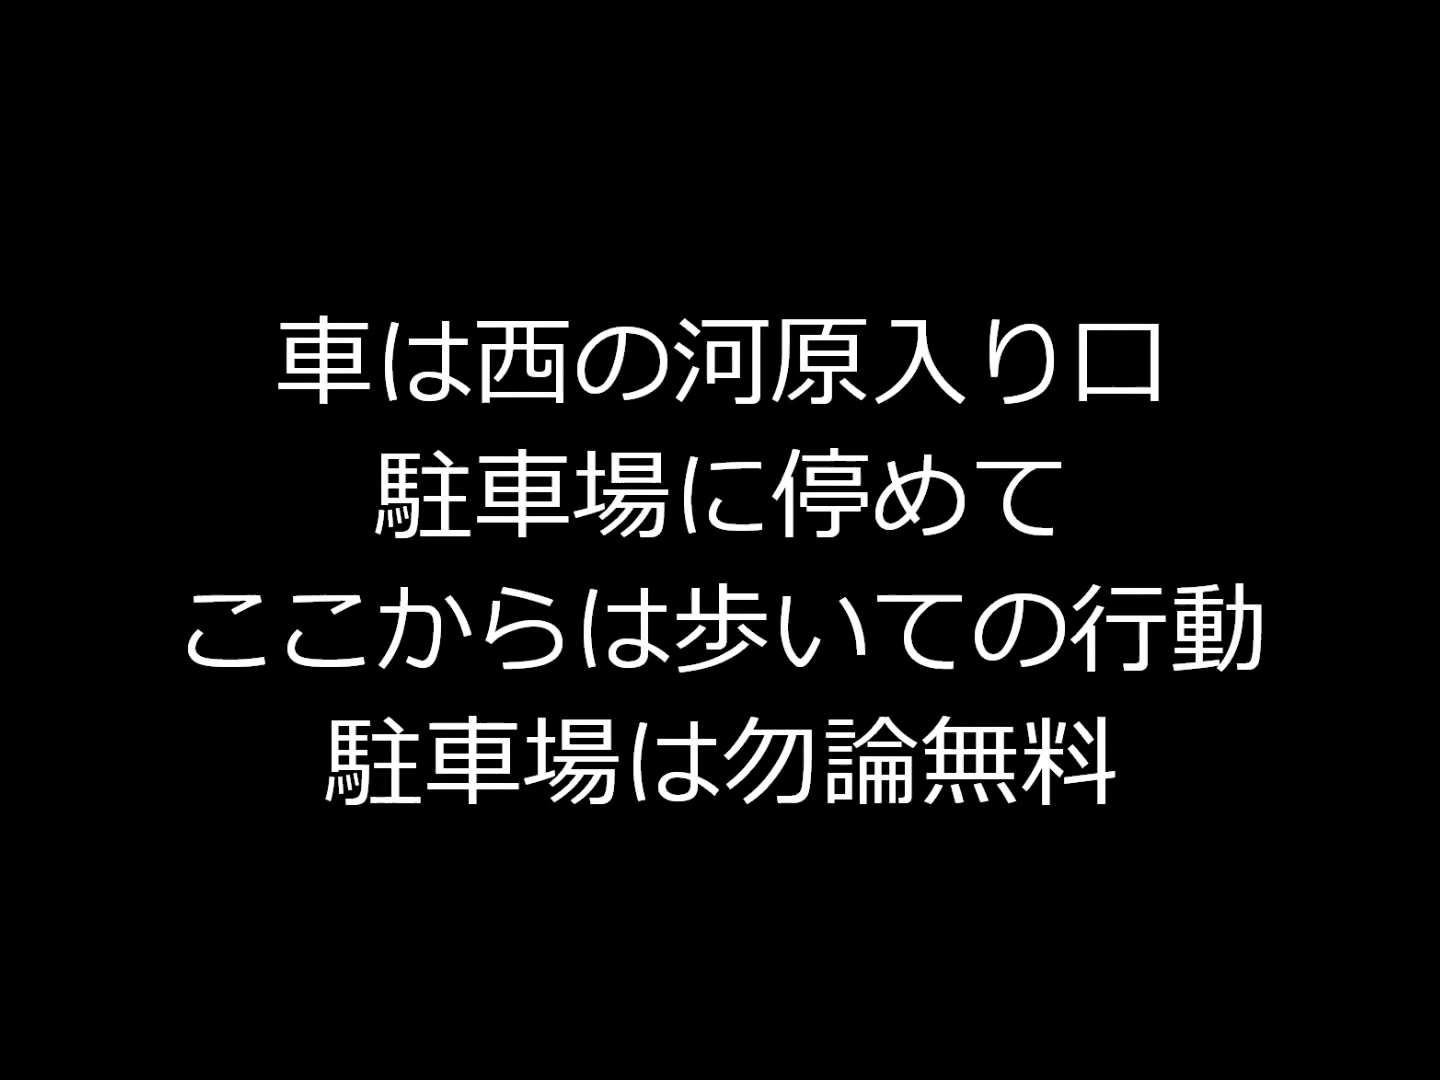 車は西の河原入り口
駐車場に停めて
ここからは歩いての行動
駐車場は勿論無料